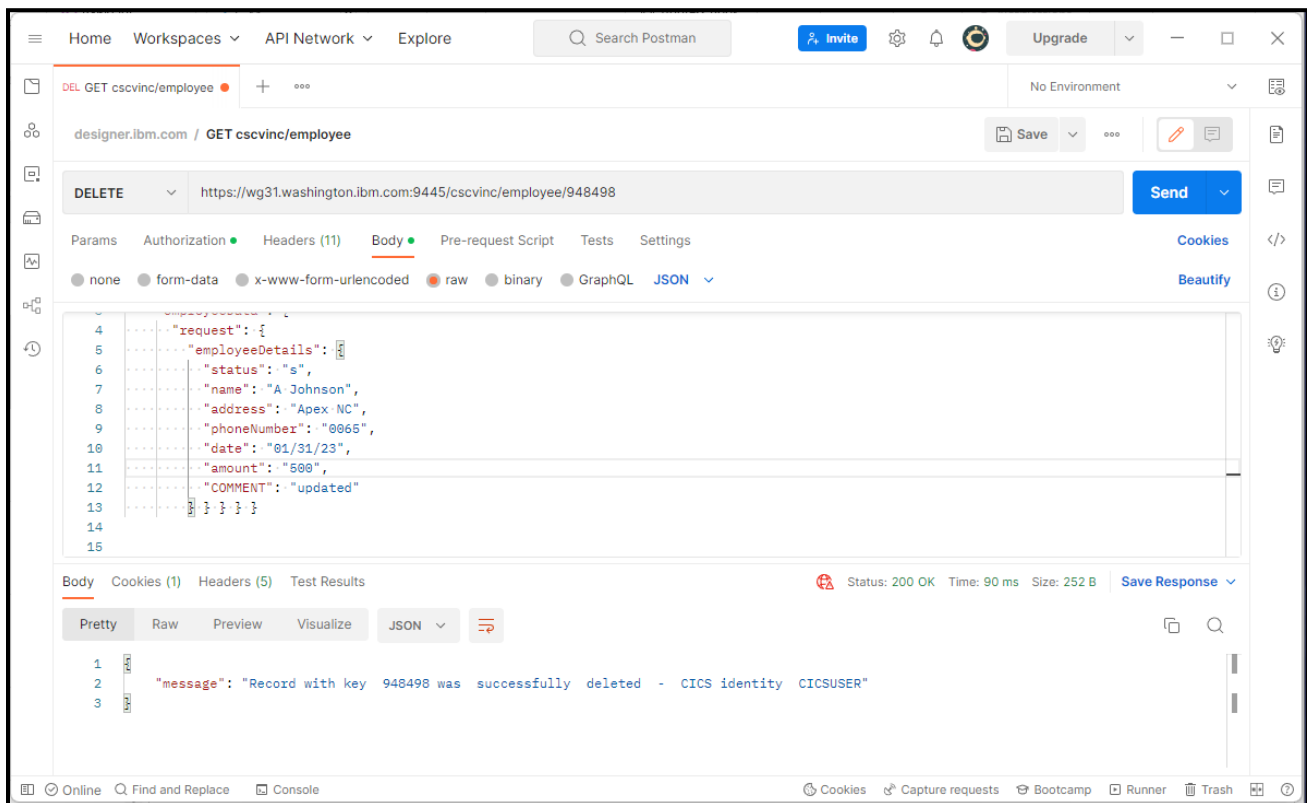 Home Workspaces API Network Explore Search Postman Invite Upgrade
DEL GET cscvinc/employee No Environment
designer.ibm.com / GET cscvinc/employee Save
DELETE https://wg31.washington.ibm.com:9445/cscvinc/employee/948498 Send
Params Authorization Headers (11) Body Pre-request Script Tests Settings Cookies
none form-data x-www-form-urlencoded raw binary GraphQL JSON Beautify
4 "request": {
5 "employeeDetails": {
6 "status": "s",
7 "name": "A Johnson",
8 "address": "Apex NC",
9 "phoneNumber": "0065",
10 "date": "01/31/23",
11 "amount": "500",
12 "COMMENT": "updated"
13 } } } } }
14
15
Body Cookies (1) Headers (5) Test Results Status: 200 OK Time: 90 ms Size: 252 B Save Response
Pretty Raw Preview Visualize JSON
1 {
2 "message": "Record with key 948498 was successfully deleted - CICS identity CICSUSER"
3 }
Online Find and Replace Console Cookies Capture requests Bootcamp Runner Trash